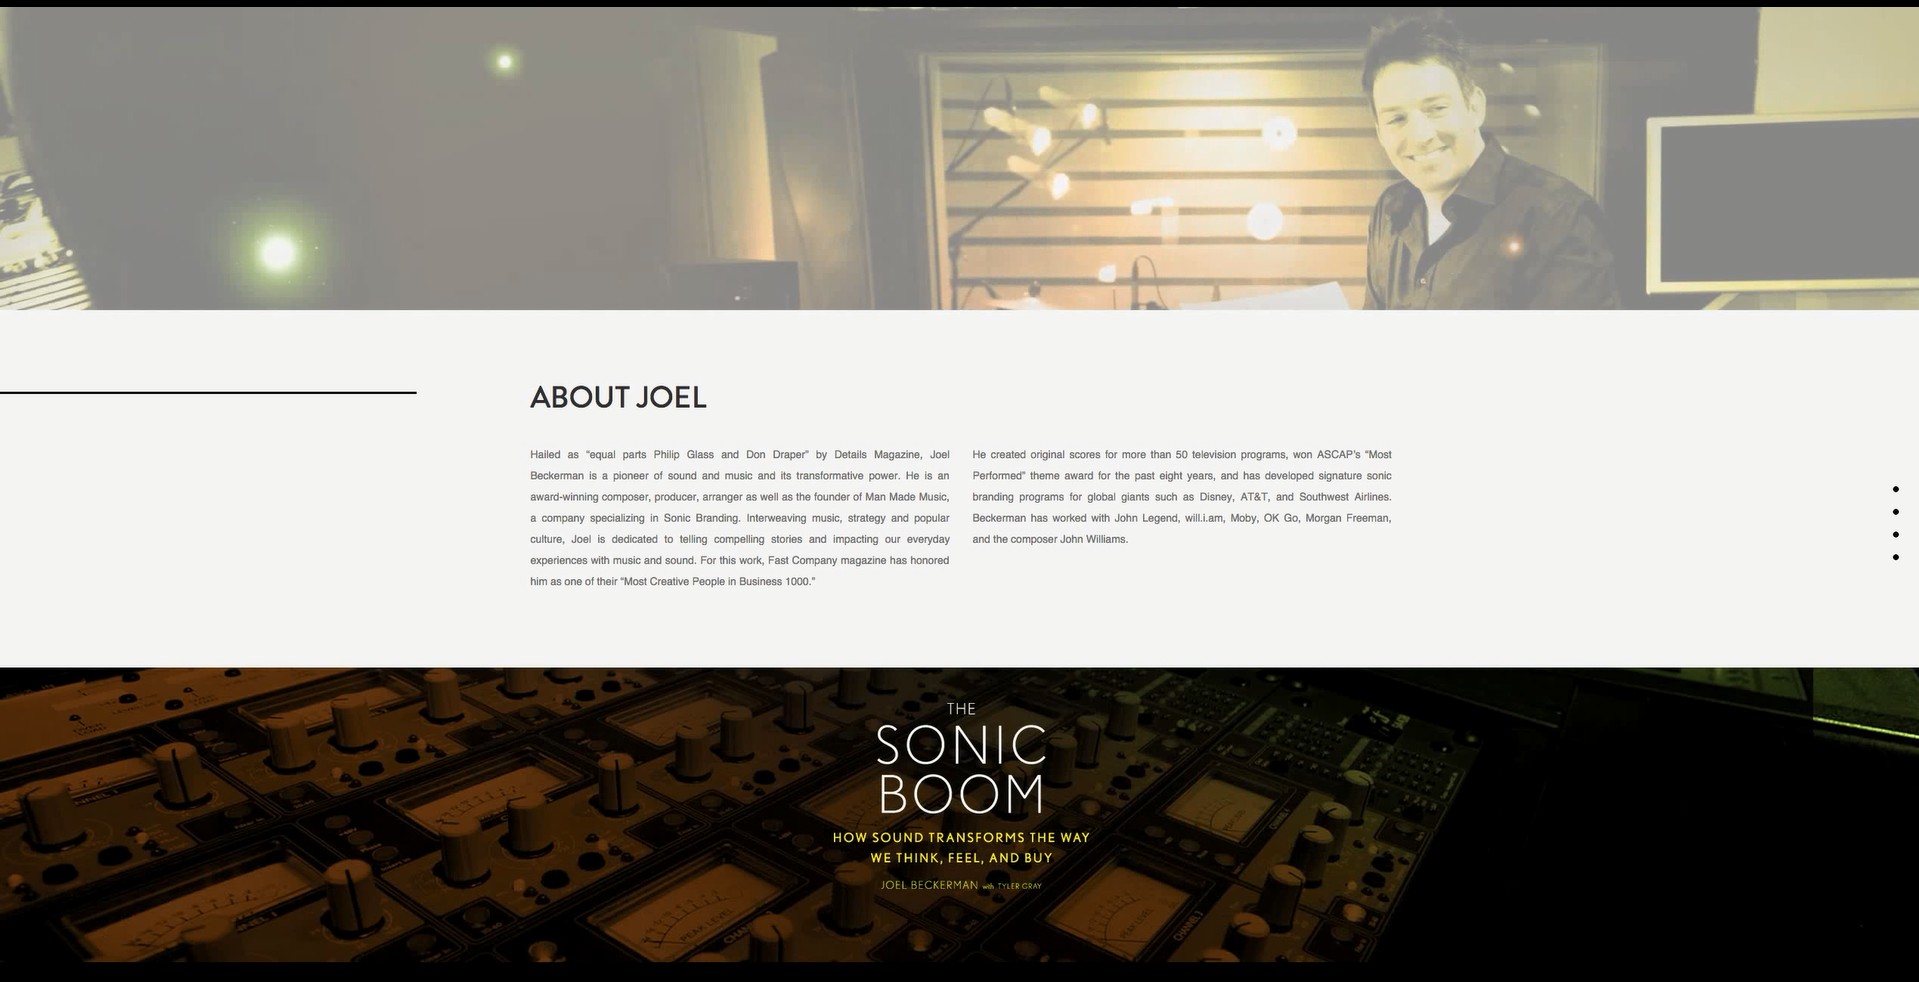 ABOUT JOEL
Hailed as “equal parts Philip Glass and Don Draper” by Details Magazine, Joel
Beckerman is a pioneer of sound and music and its transformative power. He is an
award-winning composer, producer, arranger as well as the founder of Man Made Music,
a company specializing in Sonic Branding. Interweaving music, strategy and popular
culture, Joel is dedicated to telling compelling stories and impacting our everyday
experiences with music and sound. For this work, Fast Company magazine has honored
him as one of their “Most Creative People in Business 1000.”
He created original scores for more than 50 television programs, won ASCAP’s “Most
Performed” theme award for the past eight years, and has developed signature sonic
branding programs for global giants such as Disney, AT&T, and Southwest Airlines.
Beckerman has worked with John Legend, will.i.am, Moby, OK Go, Morgan Freeman,
and the composer John Williams.
THE
SONIC
BOOM
HOW SOUND TRANSFORMS THE WAY
WE THINK, FEEL, AND BUY
JOEL BECKERMAN with TYLER GRAY
PEAK LEVEL
CHANNEL 1